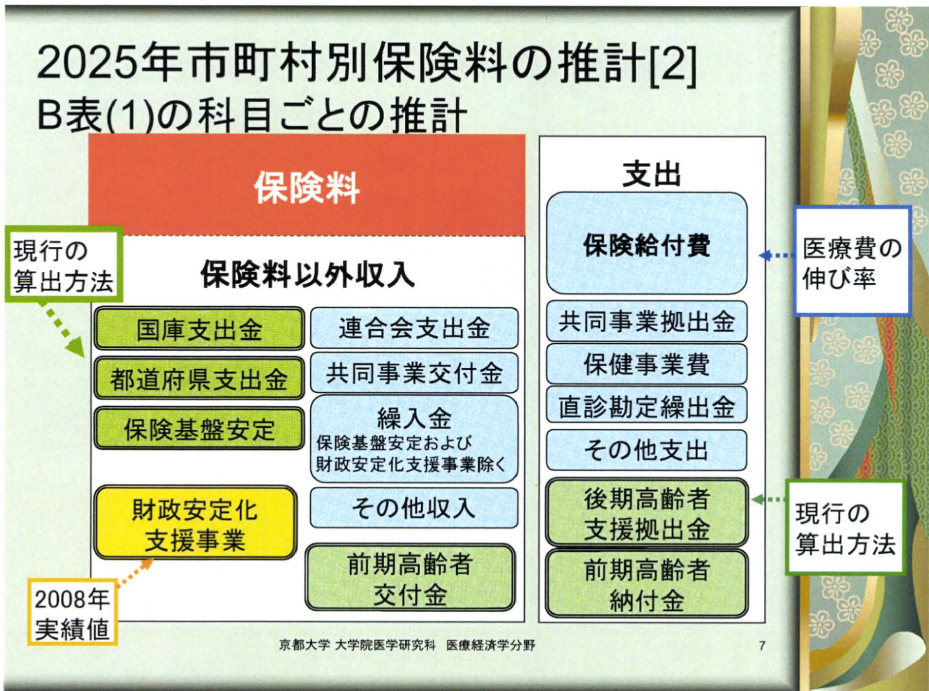 2025年市町村別保険料の推計[2]
B表(1)の科目ごとの推計
保険料
現行の
算出方法
保険料以外収入
国庫支出金
都道府県支出金
保険基盤安定
財政安定化
支援事業
2008年
実績値
連合会支出金
共同事業交付金
繰入金
保険基盤安定および
財政安定化支援事業除く
その他収入
前期高齢者
交付金
支出
保険給付費
共同事業拠出金
保健事業費
直診勘定繰出金
その他支出
後期高齢者
支援拠出金
前期高齢者
納付金
医療費の
伸び率
現行の
算出方法
京都大学 大学院医学研究科 医療経済学分野
7